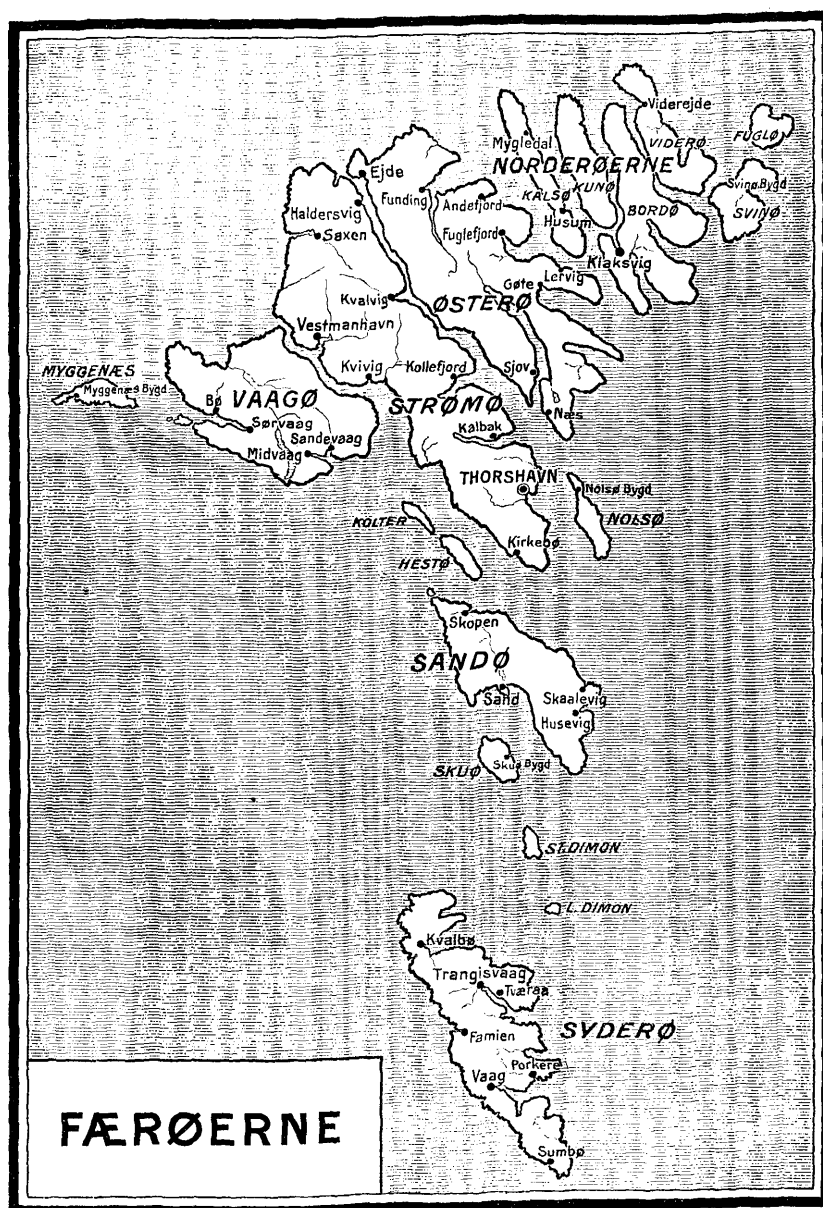 Viderejde
FUGLØ
Mygledal
VIDERØ
NORDERØERNE
Ejde
Svinø Bygd
KALSØ
KUNØ
Funding
Andefjord
Haldersvig
BORDØ
SVINØ
Husum
Saxen
Fuglefjord
Klaksvig
Lervig
Gøte
Kvalvig
ØSTERØ
Vestmanhavn
MYGGENÆS
Kvivig
Kollefjord
Sjov
Myggenæs Bygd
Bø
VAAGØ
STRØMØ
Næs
Sørvaag
Kalbak
Sandevaag
Midvaag
THORSHAVN
Nolsø Bygd
KOLTER
NOLSØ
Kirkebø
HESTØ
Skopen
SANDØ
Sand
Skaalevig
Husevig
SKUØ
Skuø Bygd
ST. DIMON
L. DIMON
Kvalbø
Trangisvaag
Tværaa
SYDERØ
Famien
Porkere
Vaag
FÆRØERNE
Sumbø